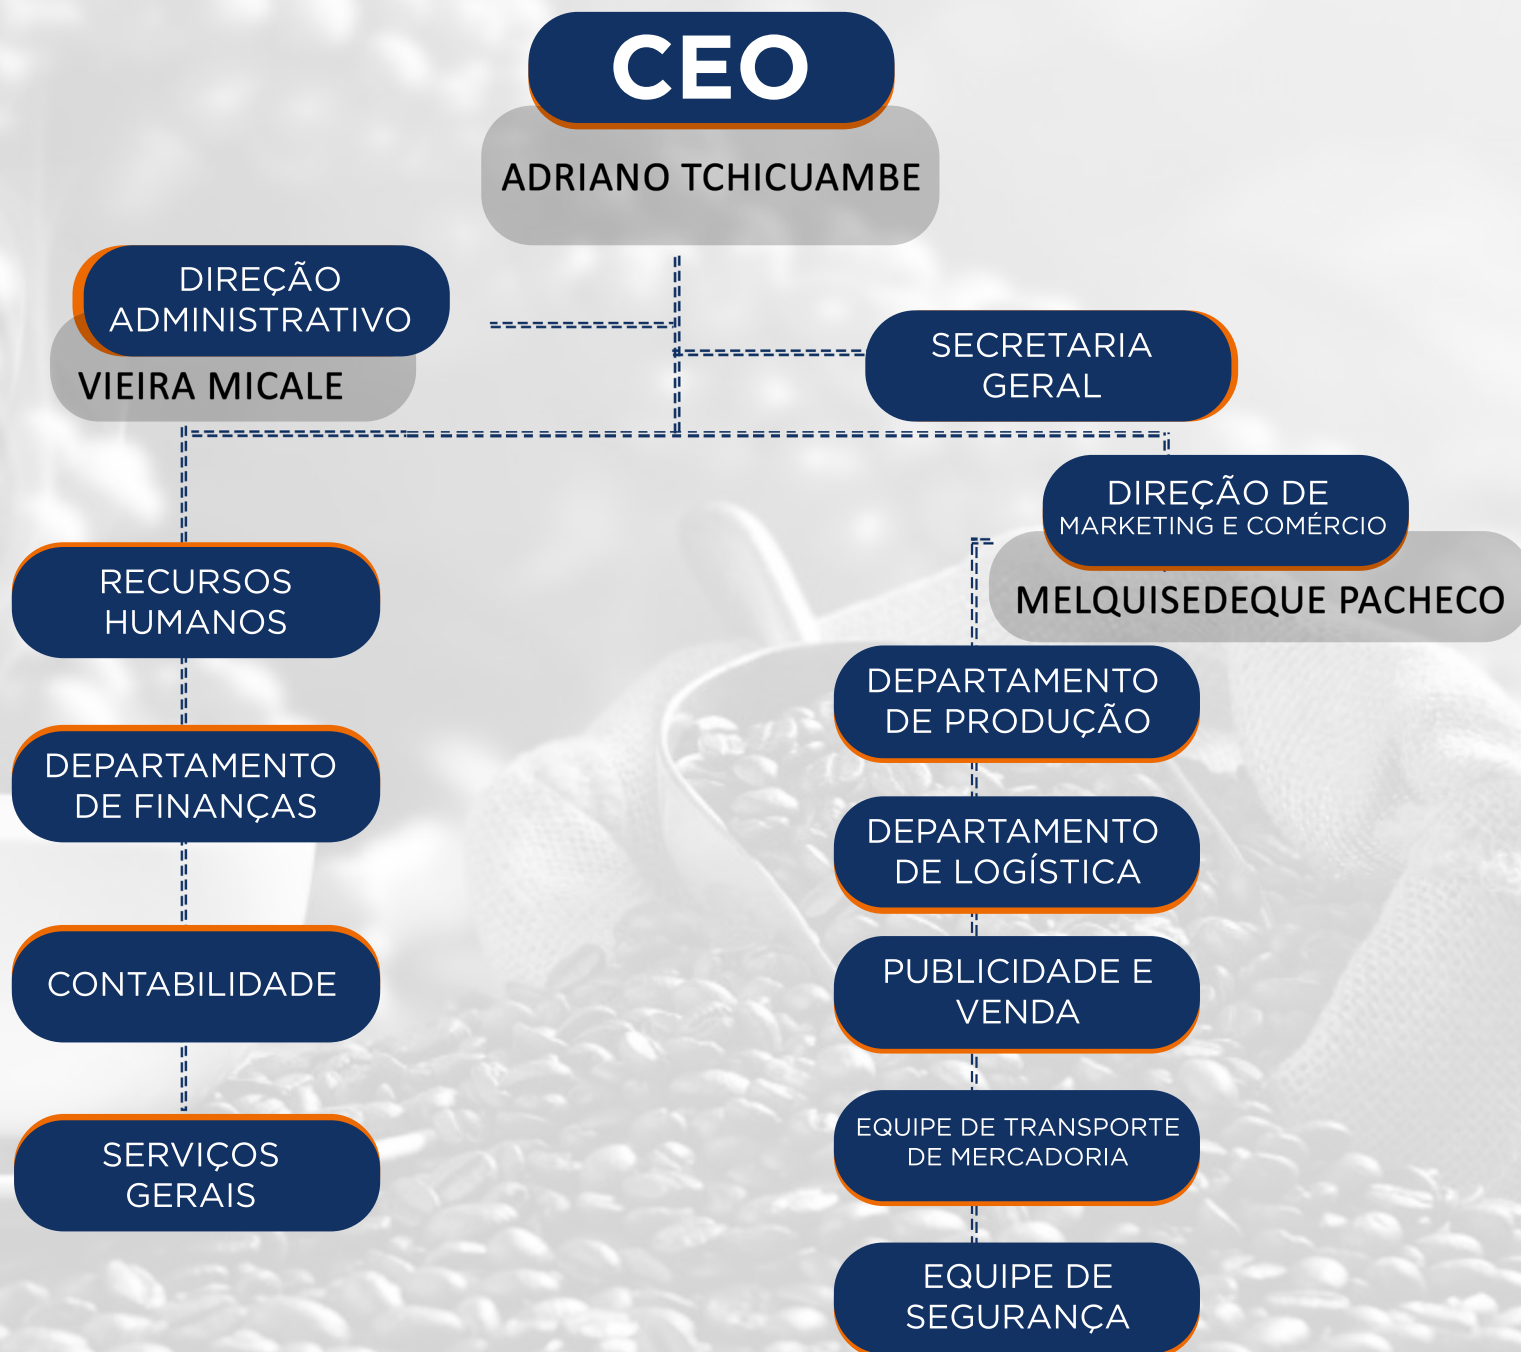 CEO
ADRIANO TCHICUAMBE
DIREÇÃO
ADMINISTRATIVO
VIEIRA MICALE
SECRETARIA
GERAL
DIREÇÃO DE
MARKETING E COMÉRCIO
MELQUISEDEQUE PACHECO
RECURSOS
HUMANOS
DEPARTAMENTO
DE FINANÇAS
CONTABILIDADE
SERVIÇOS
GERAIS
DEPARTAMENTO
DE PRODUÇÃO
DEPARTAMENTO
DE LOGÍSTICA
PUBLICIDADE E
VENDA
EQUIPE DE TRANSPORTE
DE MERCADORIA
EQUIPE DE
SEGURANÇA